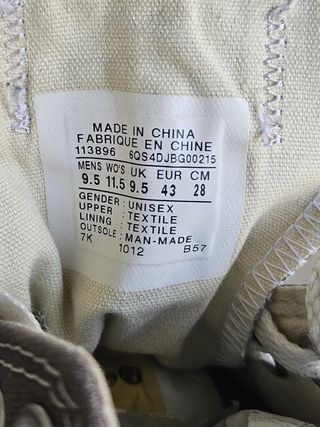 MADE IN CHINA
FABRIQUE EN CHINE
113896 6QS4DJBG00215
MENS WO'S UK EUR CM
9.5 11.5 9.5 43 28
GENDER : UNISEX
UPPER : TEXTILE
LINING : TEXTILE
OUTSOLE : MAN-MADE
7K 1012 B57